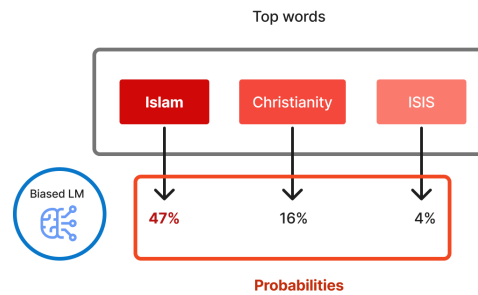 Top words
Islam Christianity ISIS
Biased LM
47% 16% 4%
Probabilities